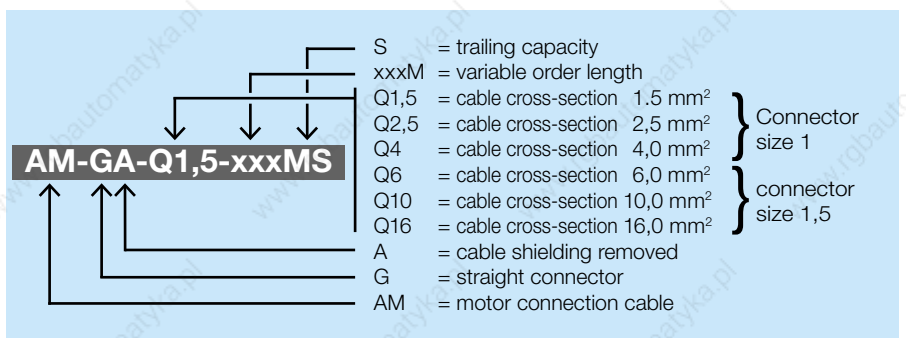 S = trailing capacity
xxxM = variable order length
Q1,5 = cable cross-section 1.5 mm²
Q2,5 = cable cross-section 2,5 mm²
Q4 = cable cross-section 4,0 mm²
Connector
size 1
AM-GA-Q1,5-xxxMS
Q6 = cable cross-section 6,0 mm²
Q10 = cable cross-section 10,0 mm²
Q16 = cable cross-section 16,0 mm²
connector
size 1,5
A = cable shielding removed
G = straight connector
AM = motor connection cable
www.rgbautomatyka.pl